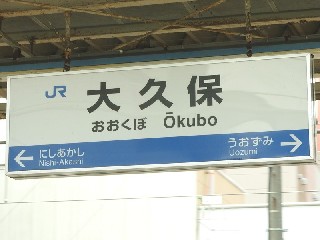 JR 大久保
おおくぼ Ōkubo
← にしあかし うおずみ →
Nishi-Akashi Uozumi